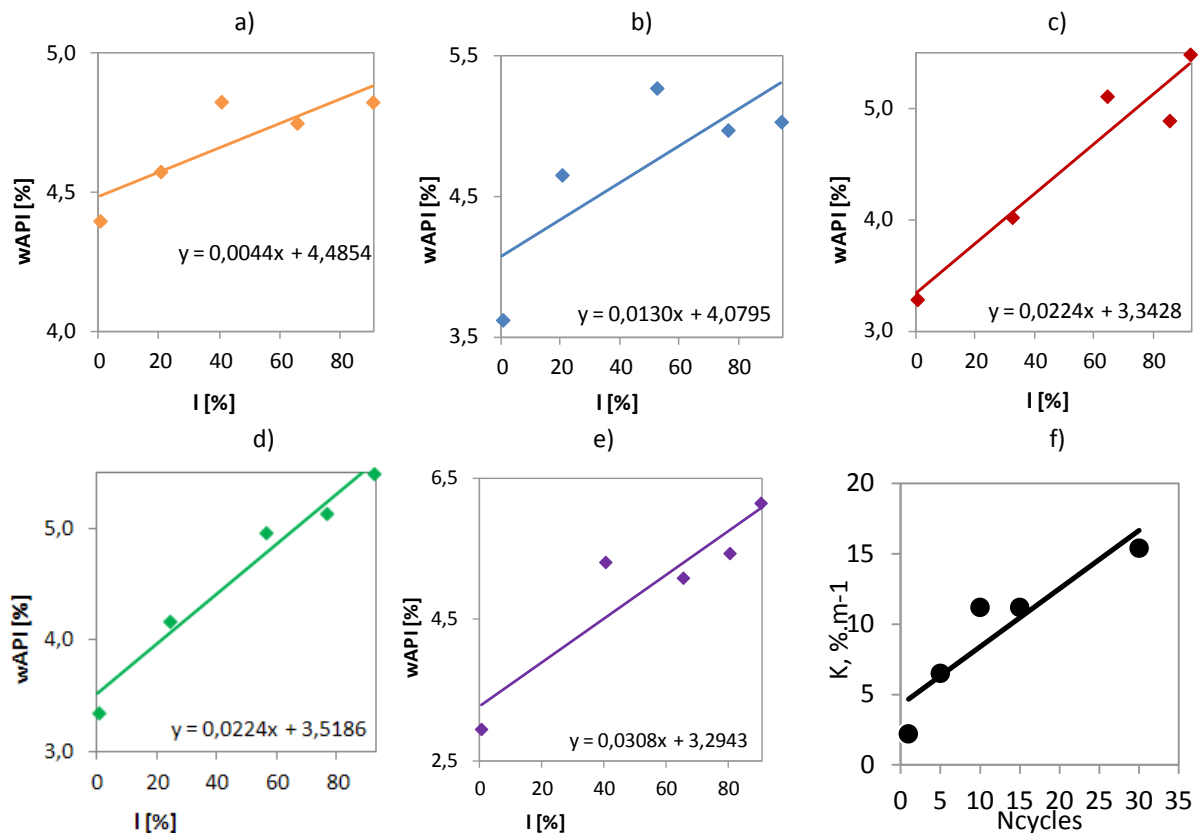 a)
5,0
4,5
4,0
wAPI [%]
y = 0,0044x + 4,4854
0 20 40 60 80
l [%]
b)
5,5
4,5
3,5
wAPI [%]
y = 0,0130x + 4,0795
0 20 40 60 80
l [%]
c)
5,0
4,0
3,0
wAPI [%]
y = 0,0224x + 3,3428
0 20 40 60 80
l [%]
d)
5,0
4,0
3,0
wAPI [%]
y = 0,0224x + 3,5186
0 20 40 60 80
l [%]
e)
6,5
4,5
2,5
wAPI [%]
y = 0,0308x + 3,2943
0 20 40 60 80
l [%]
f)
20
15
10
5
0
K, %.m-1
0 5 10 15 20 25 30 35
Ncycles